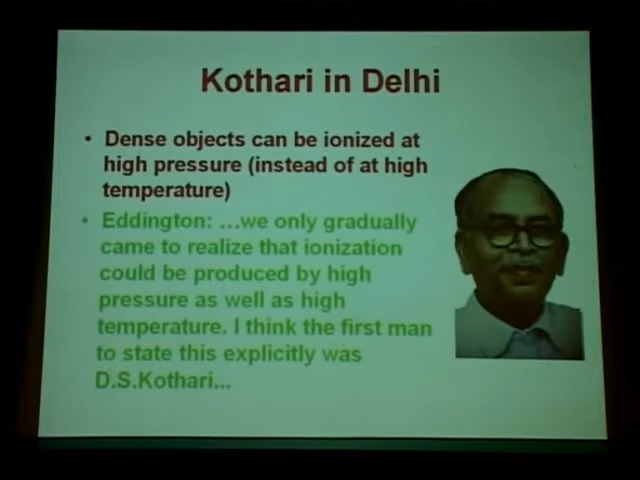 Kothari in Delhi
• Dense objects can be ionized at
high pressure (instead of at high
temperature)
• Eddington: ...we only gradually
came to realize that ionization
could be produced by high
pressure as well as high
temperature. I think the first man
to state this explicitly was
D.S.Kothari...